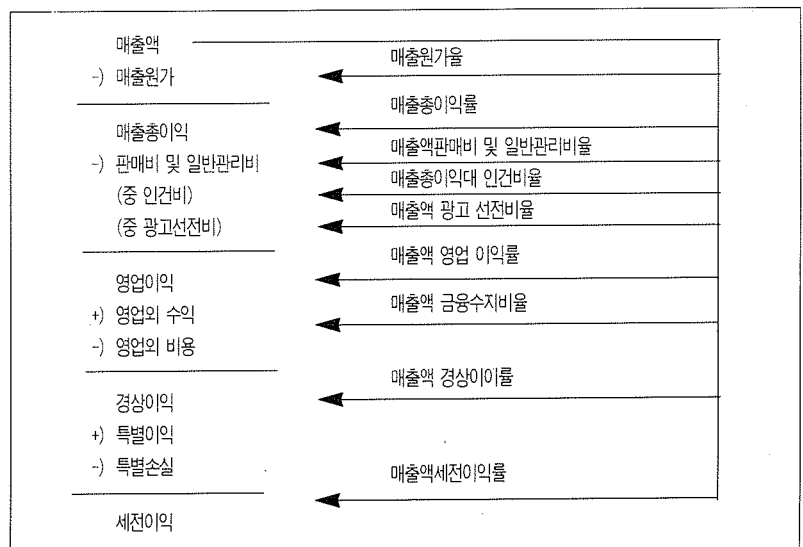 매출액
매출원가율
-) 매출원가
매출총이익률
매출총이익
매출액판매비 및 일반관리비율
-) 판매비 및 일반관리비
매출총이익대 인건비율
(중 인건비)
매출액 광고 선전비율
(중 광고선전비)
매출액 영업 이익률
영업이익
매출액 금융수지비율
+) 영업외 수익
-) 영업외 비용
매출액 경상이이률
경상이익
+) 특별이익
-) 특별손실
매출액세전이익률
세전이익